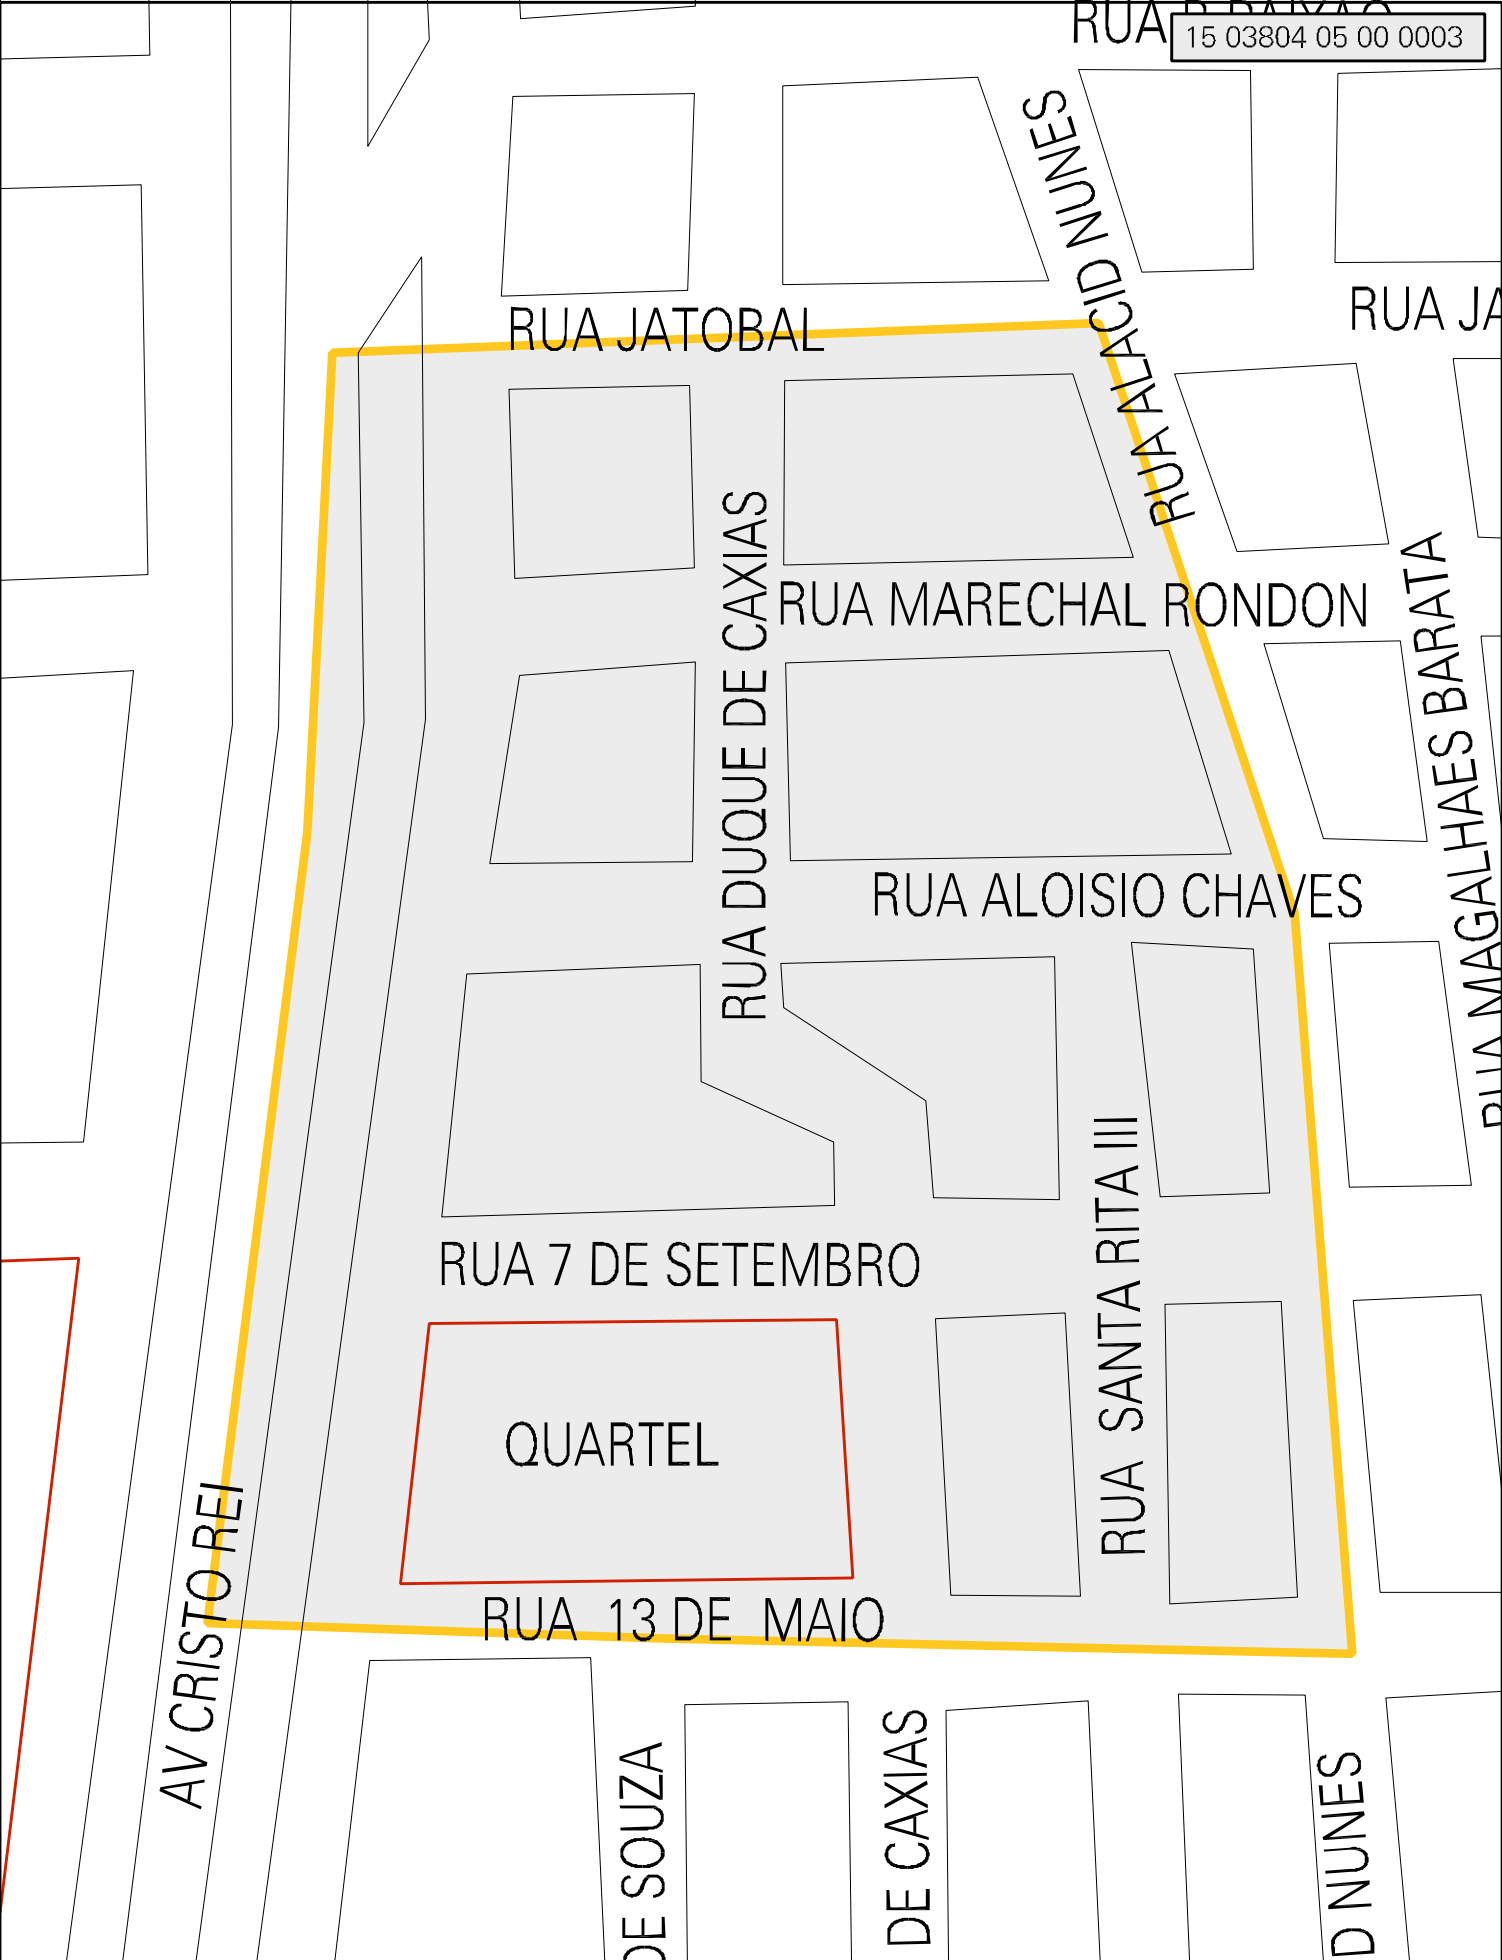 RUA
15 03804 05 00 0003
RUA ALACID NUNES
RUA JATOBAL
RUA JA
RUA DUQUE DE CAXIAS
RUA MARECHAL RONDON
RUA MAGALHAES BARATA
RUA ALOISIO CHAVES
RUA SANTA RITA III
RUA 7 DE SETEMBRO
QUARTEL
AV CRISTO REI
RUA 13 DE MAIO
DE SOUZA
DE CAXIAS
D NUNES